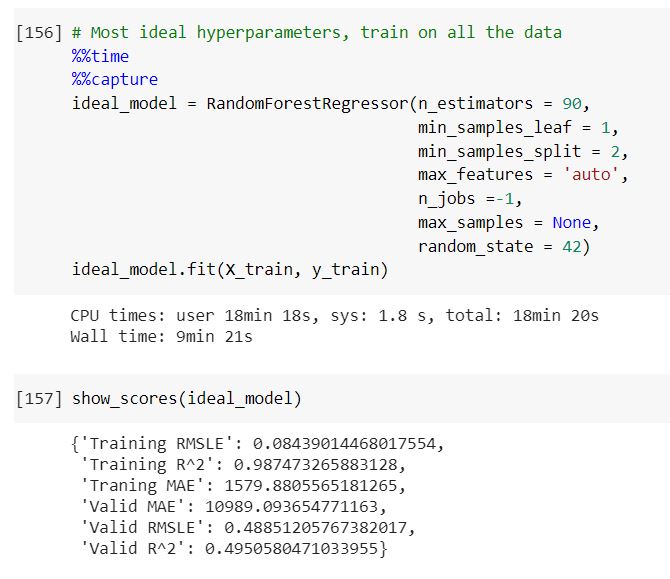 [156] # Most ideal hyperparameters, train on all the data
%%time
%%capture
ideal_model = RandomForestRegressor(n_estimators = 90,
min_samples_leaf = 1,
min_samples_split = 2,
max_features = 'auto',
n_jobs =-1,
max_samples = None,
random_state = 42)
ideal_model.fit(X_train, y_train)
CPU times: user 18min 18s, sys: 1.8 s, total: 18min 20s
Wall time: 9min 21s
[157] show_scores(ideal_model)
{'Training RMSLE': 0.08439014468017554,
'Training R^2': 0.987473265883128,
'Traning MAE': 1579.8805565181265,
'Valid MAE': 10989.093654771163,
'Valid RMSLE': 0.48851205767382017,
'Valid R^2': 0.4950580471033955}